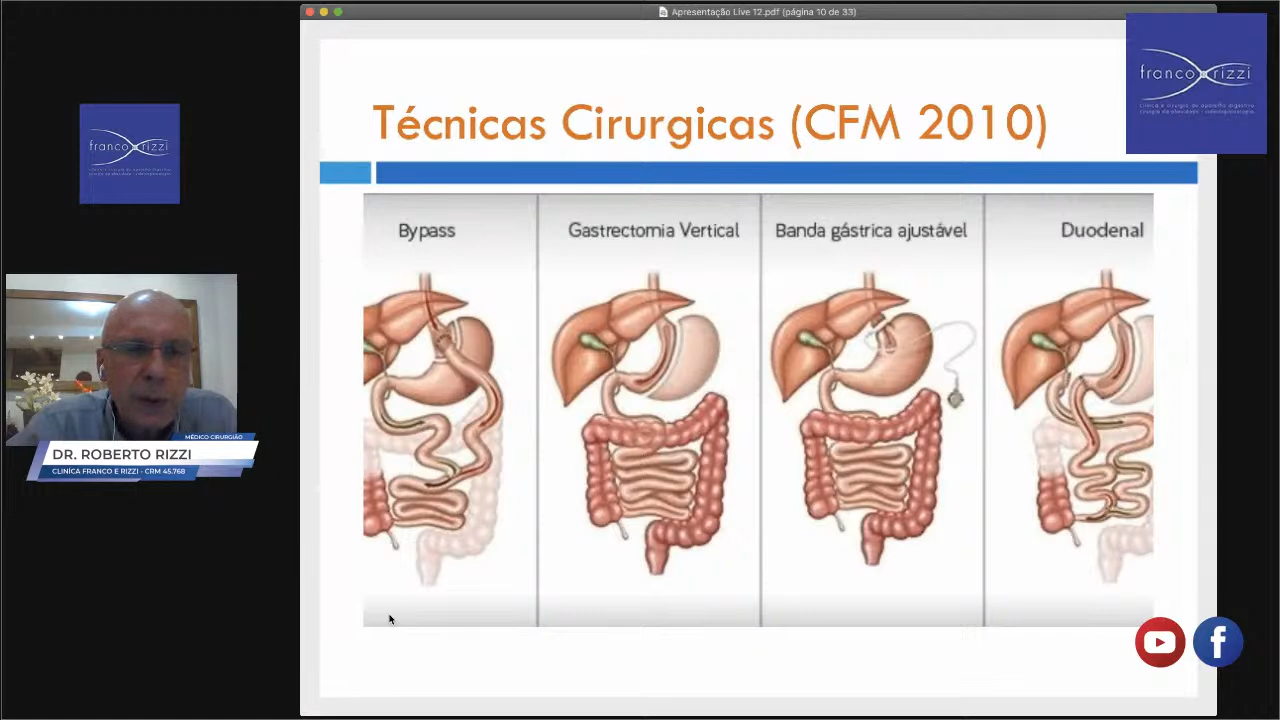 Apresentação Live 12.pdf (página 10 de 33)
franco rizzi
Técnicas Cirurgicas (CFM 2010)
franco rizzi
Bypass
Gastrectomia Vertical
Banda gástrica ajustável
Duodenal
MÉDICO CIRURGIÃO
DR. ROBERTO RIZZI
CLINÍCA FRANCO E RIZZI - CRM 45.768